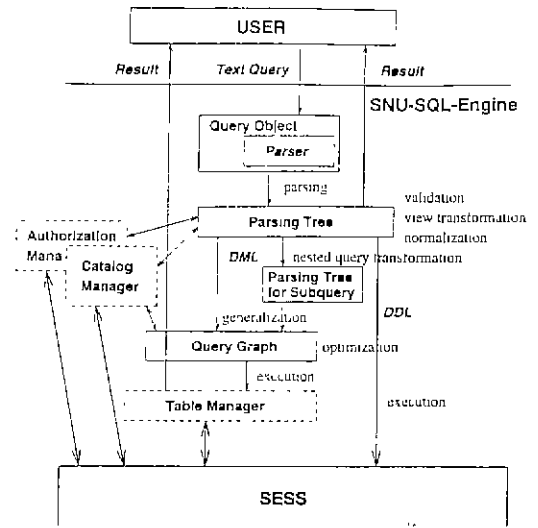 USER
Result
Text Query
Result
SNU-SQL-Engine
Query Object
Parser
parsing
validation
Parsing Tree
view transformation
normalization
Authorization
Mana
Catalog
Manager
DML
nested query transformation
Parsing Tree
for Subquery
DDL
generalization
Query Graph
optimization
execution
Table Manager
execution
SESS